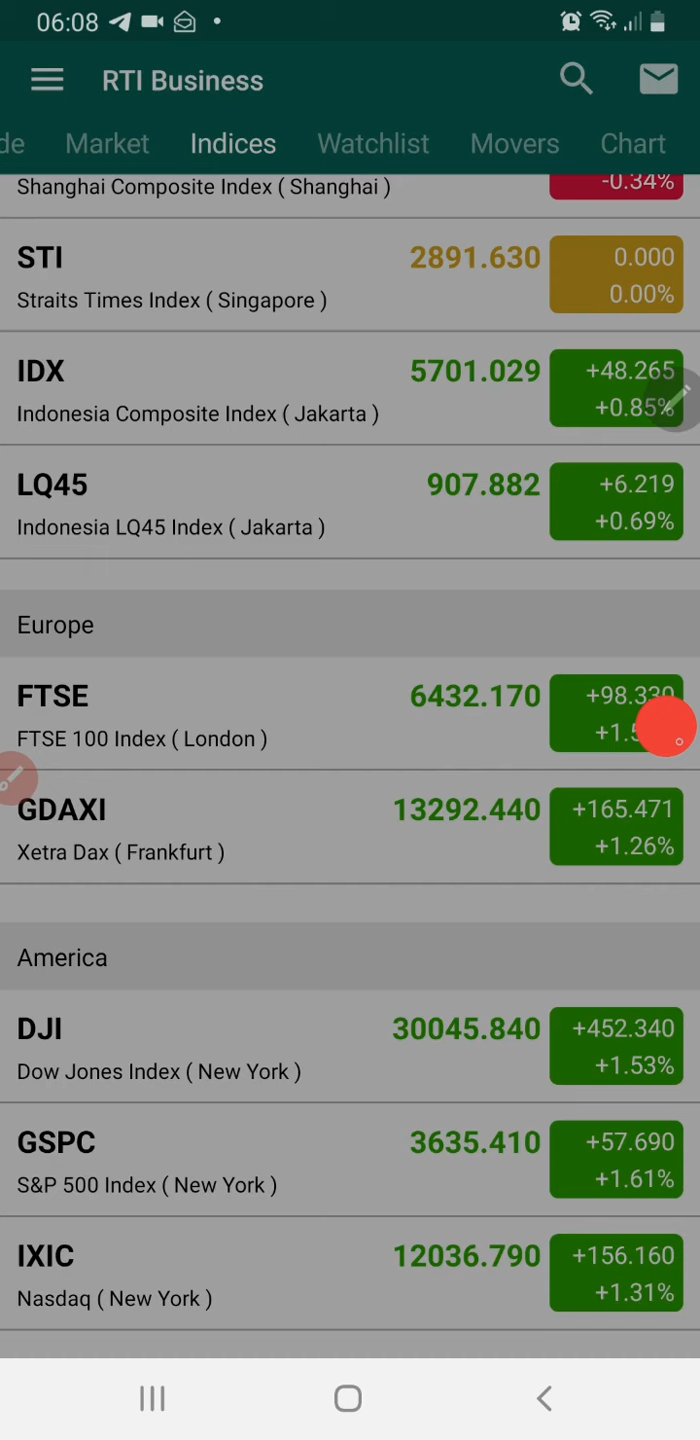 06:08
RTI Business
de Market Indices Watchlist Movers Chart
Shanghai Composite Index ( Shanghai ) -0.34%
STI 2891.630 0.000
Straits Times Index ( Singapore ) 0.00%
IDX 5701.029 +48.265
Indonesia Composite Index ( Jakarta ) +0.85%
LQ45 907.882 +6.219
Indonesia LQ45 Index ( Jakarta ) +0.69%
Europe
FTSE 6432.170 +98.330
FTSE 100 Index ( London )
GDAXI 13292.440 +165.471
Xetra Dax ( Frankfurt ) +1.26%
America
DJI 30045.840 +452.340
Dow Jones Index ( New York ) +1.53%
GSPC 3635.410 +57.690
S&P 500 Index ( New York ) +1.61%
IXIC 12036.790 +156.160
Nasdaq ( New York ) +1.31%